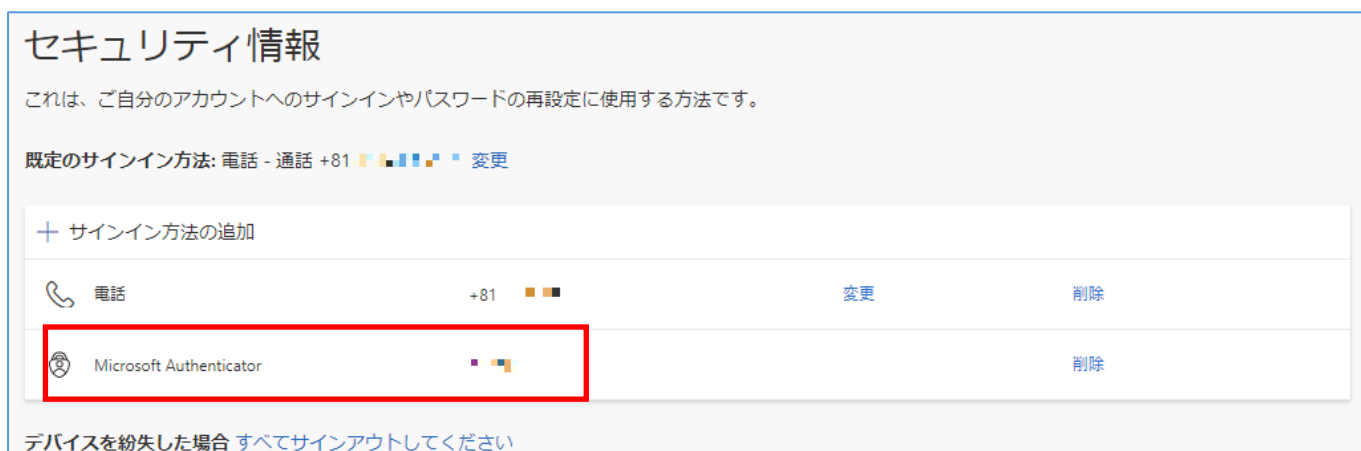 セキュリティ情報
これは、ご自分のアカウントへのサインインやパスワードの再設定に使用する方法です。
既定のサインイン方法: 電話 - 通話 +81 変更
サインイン方法の追加
電話 +81 変更 削除
Microsoft Authenticator 削除
デバイスを紛失した場合 すべてサインアウトしてください